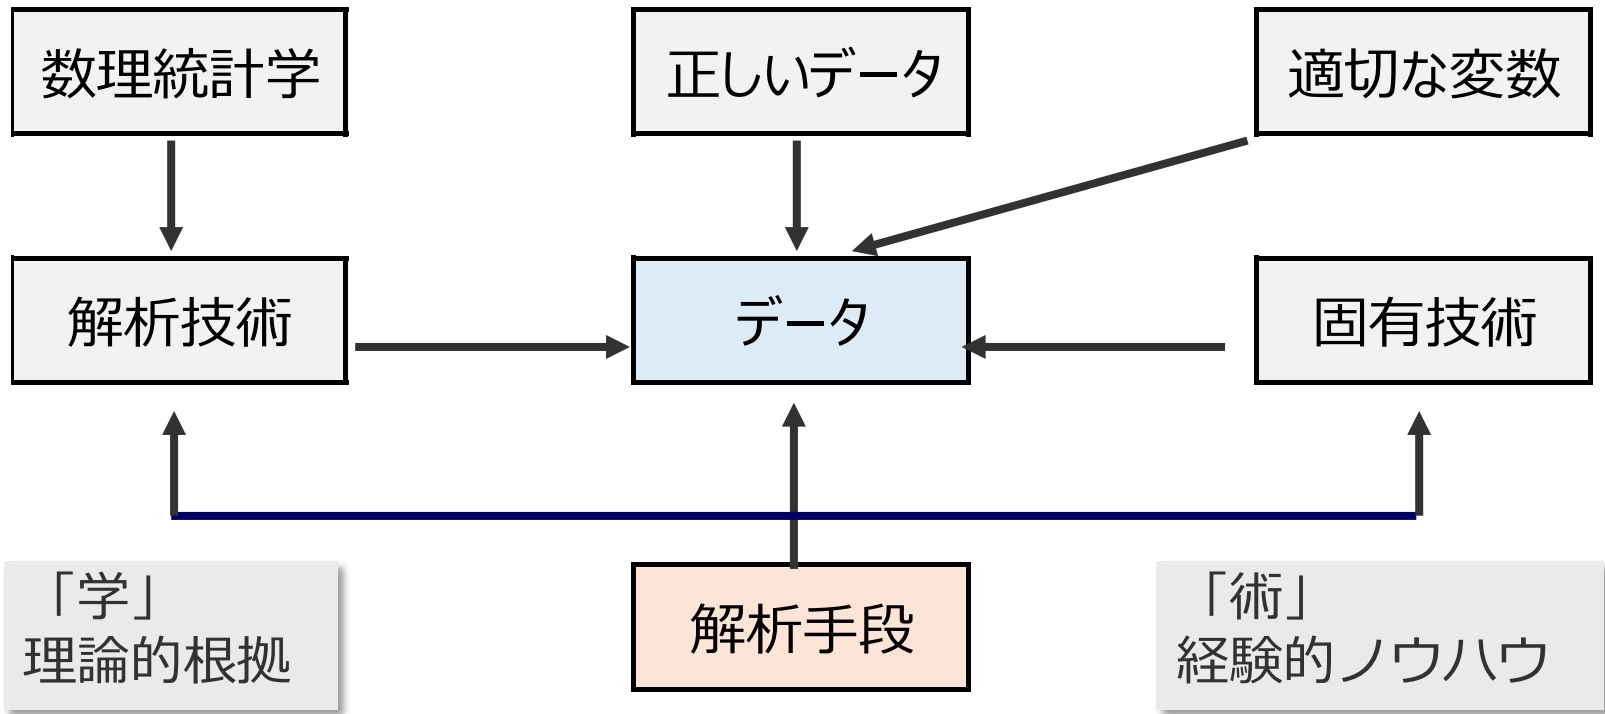 数理統計学
正しいデータ
適切な変数
解析技術
データ
固有技術
「学」
理論的根拠
解析手段
「術」
経験的ノウハウ